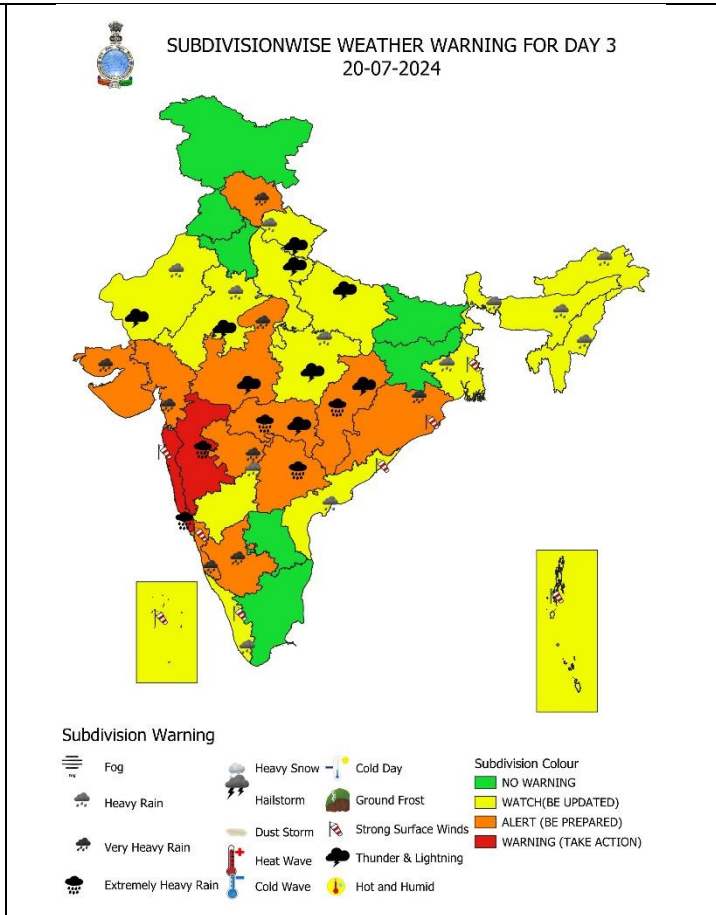 SUBDIVISIONWISE WEATHER WARNING FOR DAY 3
20-07-2024
Subdivision Warning
Fog
Heavy Rain
Very Heavy Rain
Extremely Heavy Rain
Heavy Snow
Hailstorm
Dust Storm
Heat Wave
Cold Wave
Cold Day
Ground Frost
Strong Surface Winds
Thunder & Lightning
Hot and Humid
Subdivision Colour
NO WARNING
WATCH(BE UPDATED)
ALERT (BE PREPARED)
WARNING (TAKE ACTION)